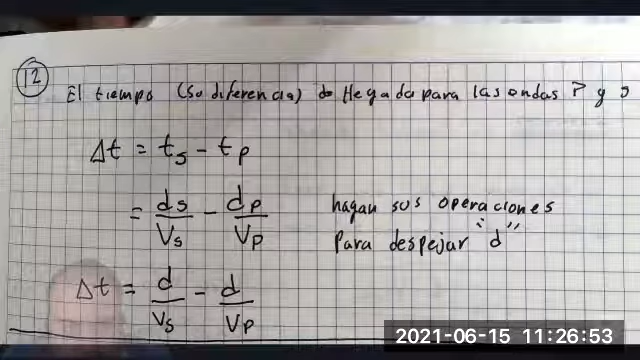 12
El tiempo (su diferencia) de llegada para las ondas P y S
Δt = ts - tp
= ds/Vs - dp/Vp
hagan sus operaciones
para despejar "d"
Δt = d/Vs - d/Vp
2021-06-15 11:26:53